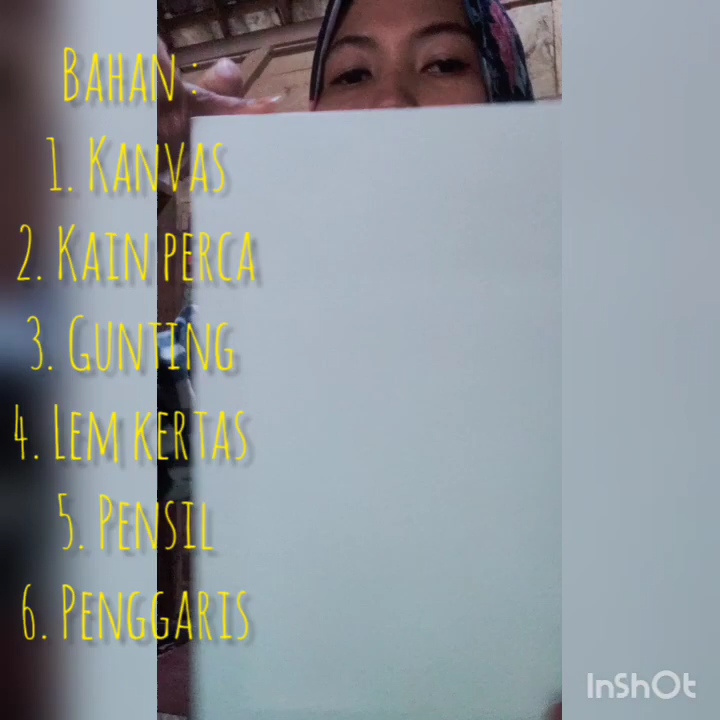 Bahan :
1. Kanvas
2. Kain perca
3. Gunting
4. Lem kertas
5. Pensil
6. Penggaris
InShOt